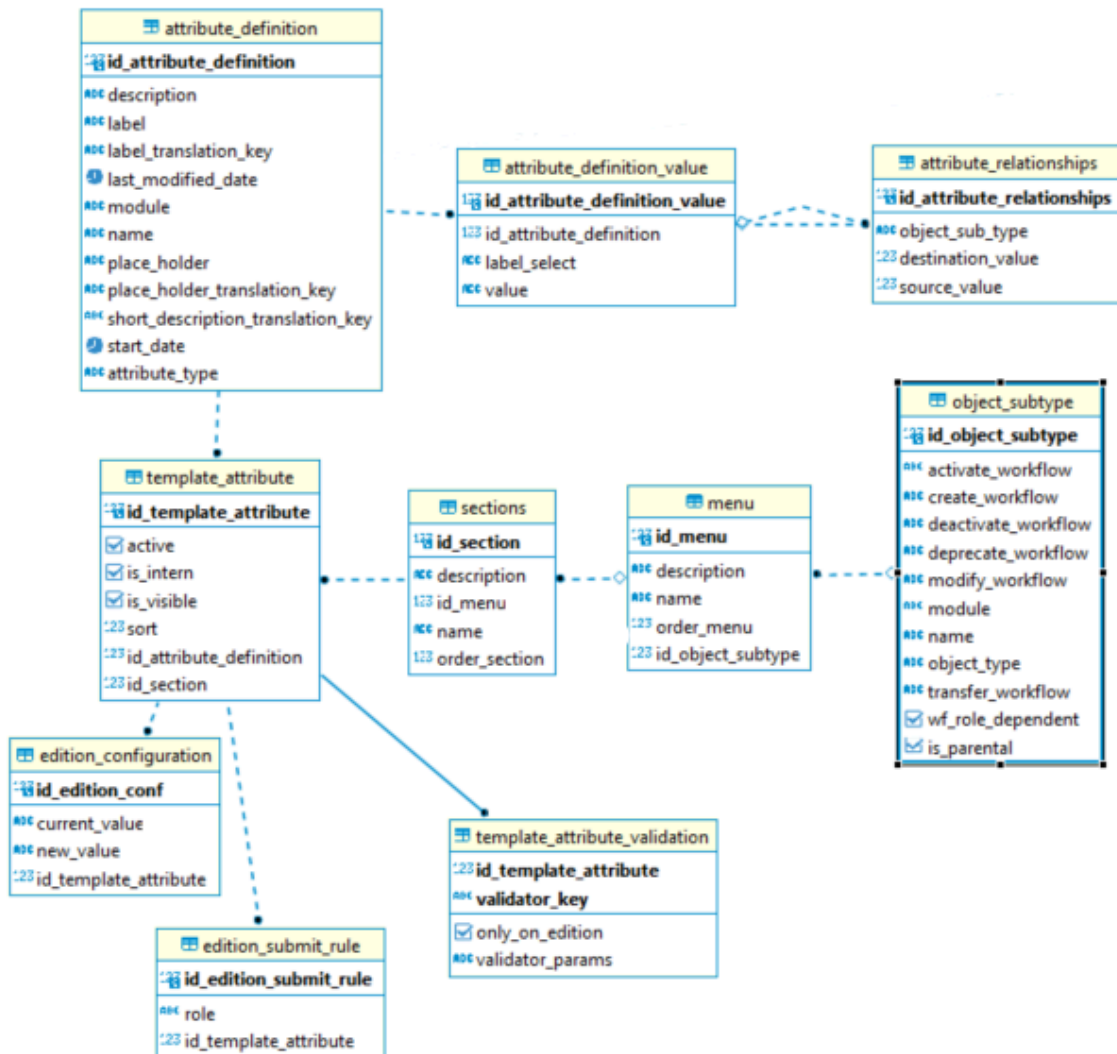 attribute_definition
id_attribute_definition
description
label
label_translation_key
last_modified_date
module
name
place_holder
place_holder_translation_key
short_description_translation_key
start_date
attribute_type
attribute_definition_value
id_attribute_definition_value
id_attribute_definition
label_select
value
attribute_relationships
id_attribute_relationships
object_sub_type
destination_value
source_value
object_subtype
id_object_subtype
activate_workflow
create_workflow
deactivate_workflow
deprecate_workflow
modify_workflow
module
name
object_type
transfer_workflow
wf_role_dependent
is_parental
template_attribute
id_template_attribute
active
is_intern
is_visible
sort
id_attribute_definition
id_section
sections
id_section
description
id_menu
name
order_section
menu
id_menu
description
name
order_menu
id_object_subtype
edition_configuration
id_edition_conf
current_value
new_value
id_template_attribute
template_attribute_validation
id_template_attribute
validator_key
only_on_edition
validator_params
edition_submit_rule
id_edition_submit_rule
role
id_template_attribute